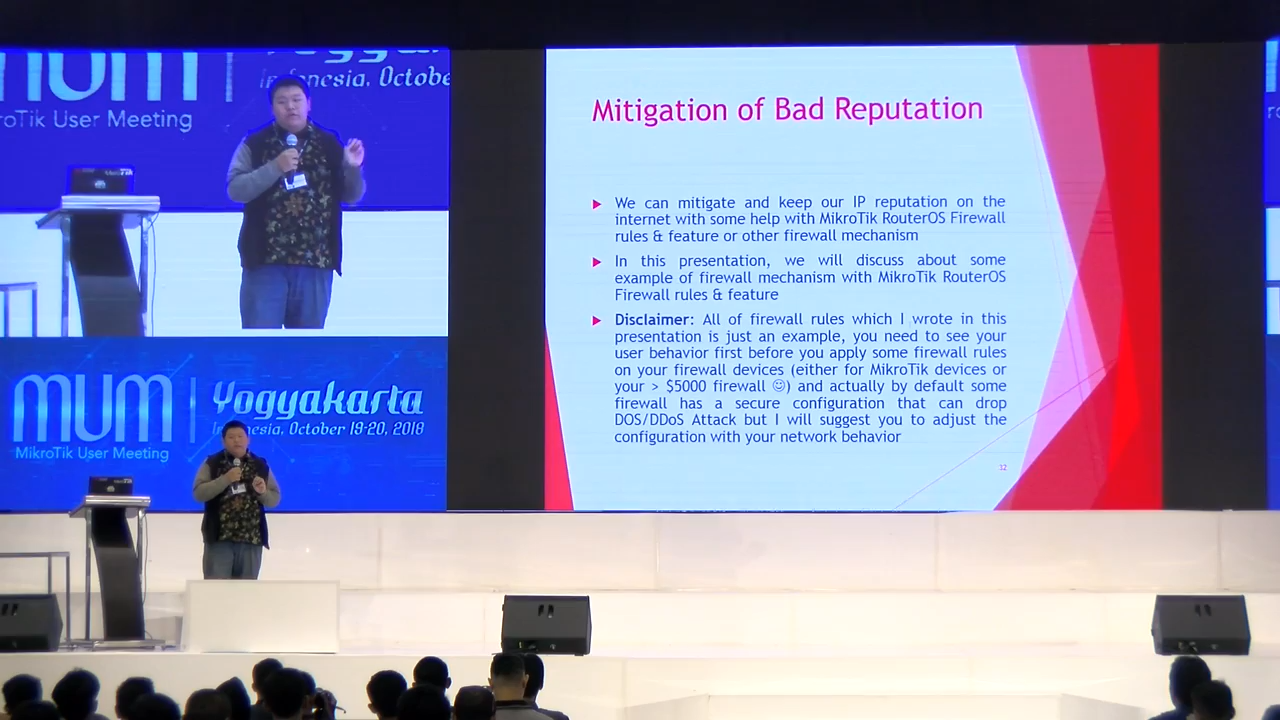 mum
roTik User Meeting
Indonesia, October
Mitigation of Bad Reputation
We can mitigate and keep our IP reputation on the
internet with some help with MikroTik RouterOS Firewall
rules & feature or other firewall mechanism
In this presentation, we will discuss about some
example of firewall mechanism with MikroTik RouterOS
Firewall rules & feature
Disclaimer: All of firewall rules which I wrote in this
presentation is just an example, you need to see your
user behavior first before you apply some firewall rules
on your firewall devices (either for MikroTik devices or
your > $5000 firewall ☺) and actually by default some
firewall has a secure configuration that can drop
DOS/DDoS Attack but I will suggest you to adjust the
configuration with your network behavior
32
mum
MikroTik User Meeting
Yogyakarta
Indonesia, October 19-20, 2018